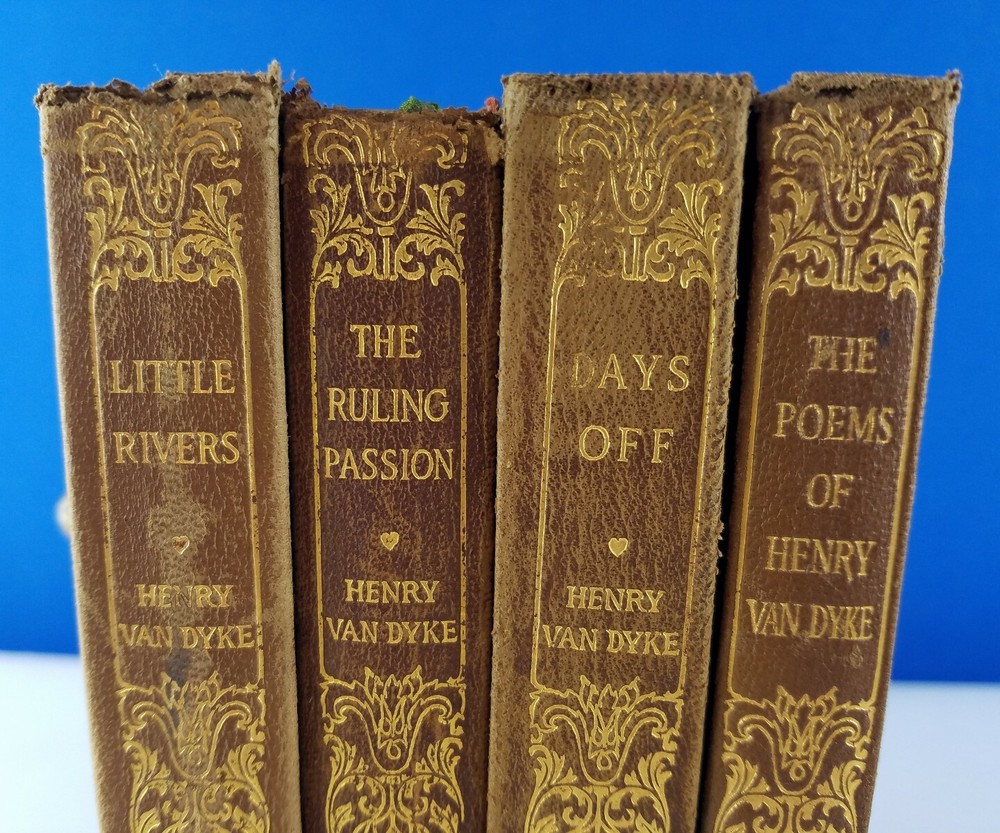 LITTLE
RIVERS
HENRY
VAN DYKE
THE
RULING
PASSION
HENRY
VAN DYKE
DAYS
OFF
HENRY
VAN DYKE
THE
POEMS
OF
HENRY
VAN DYKE